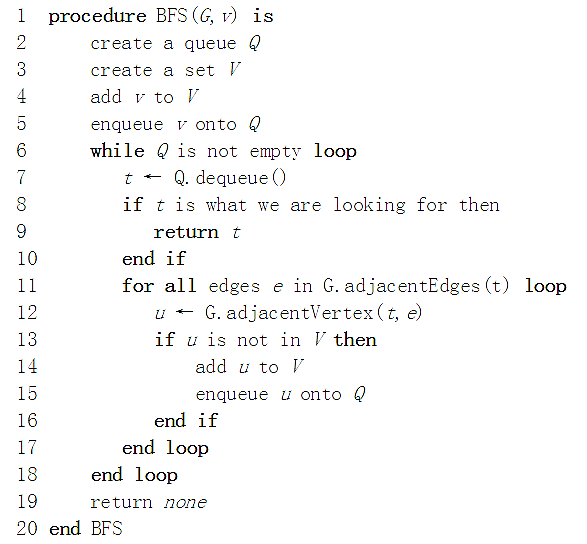 1 procedure BFS(G, v) is
2 create a queue Q
3 create a set V
4 add v to V
5 enqueue v onto Q
6 while Q is not empty loop
7 t ← Q.dequeue()
8 if t is what we are looking for then
9 return t
10 end if
11 for all edges e in G.adjacentEdges(t) loop
12 u ← G.adjacentVertex(t, e)
13 if u is not in V then
14 add u to V
15 enqueue u onto Q
16 end if
17 end loop
18 end loop
19 return none
20 end BFS